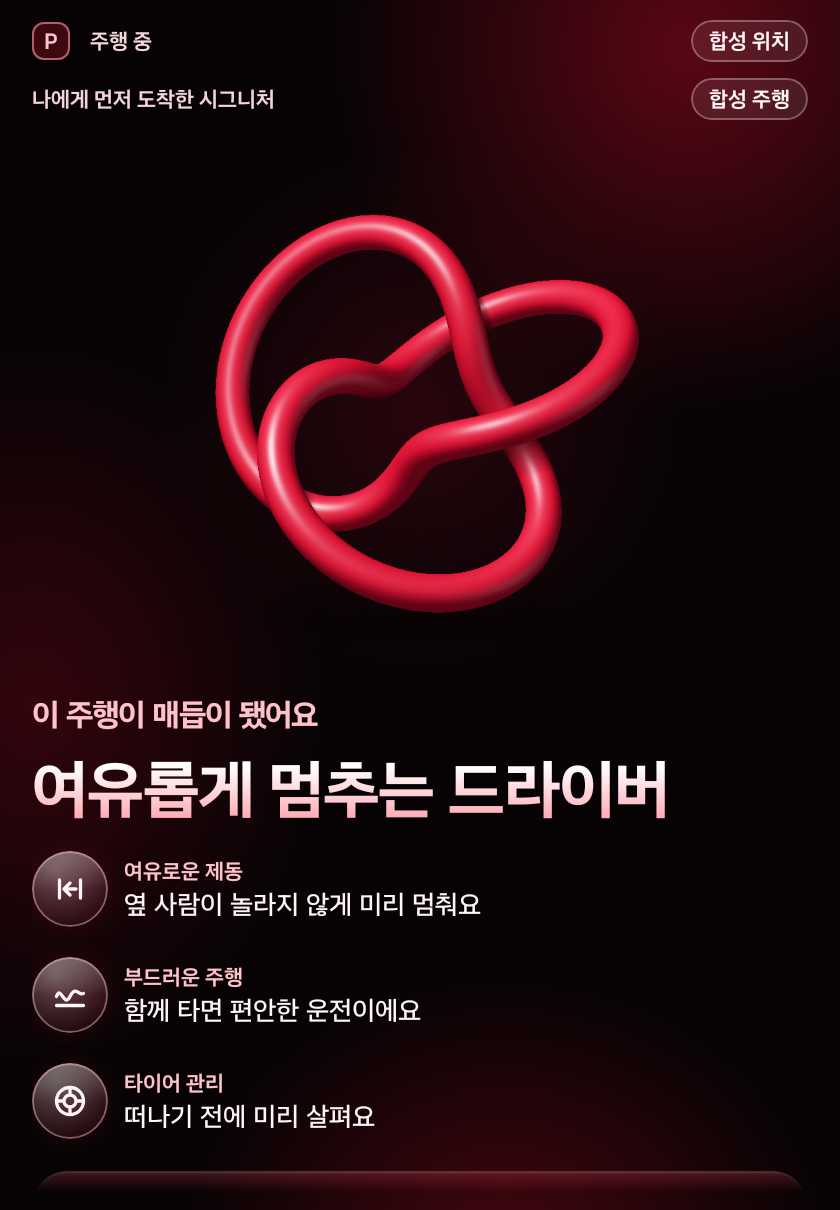 P 주행 중
합성 위치
나에게 먼저 도착한 시그니처
합성 주행
이 주행이 매듭이 됐어요
여유롭게 멈추는 드라이버
여유로운 제동
옆 사람이 놀라지 않게 미리 멈춰요
부드러운 주행
함께 타면 편안한 운전이에요
타이어 관리
떠나기 전에 미리 살펴요